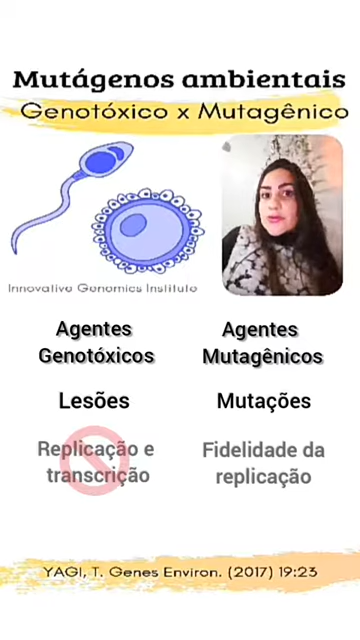 Mutágenos ambientais
Genotóxico x Mutagênico
Innovative Genomics Institute
Agentes
Genotóxicos
Agentes
Mutagênicos
Lesões
Mutações
Replicação e
transcrição
Fidelidade da
replicação
YAGI, T. Genes Environ. (2017) 19:23